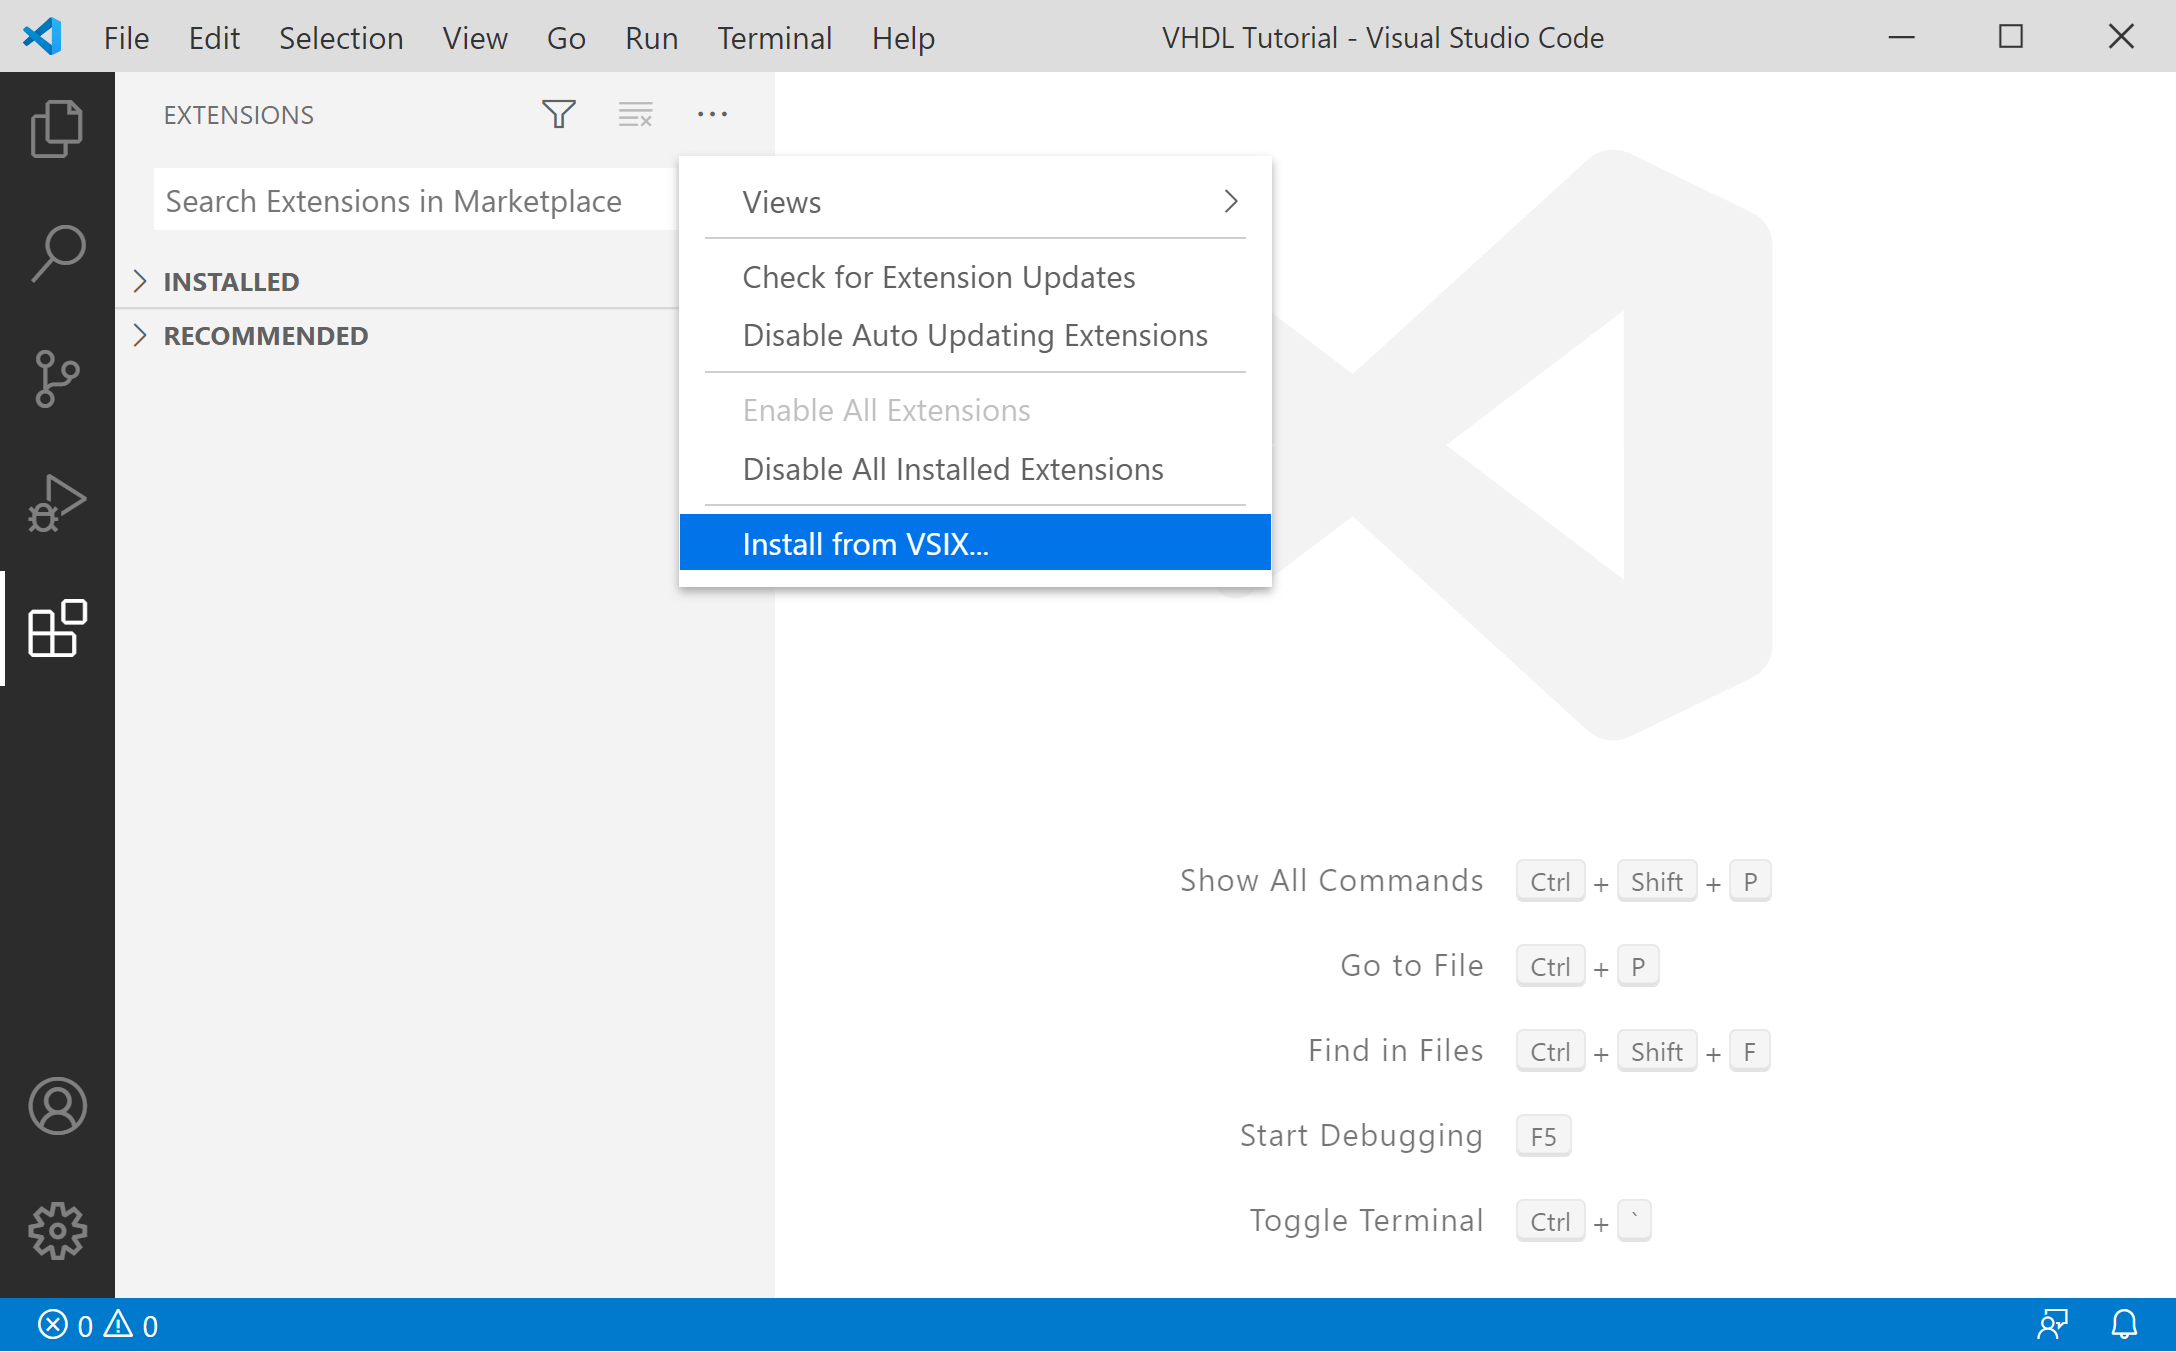 File Edit Selection View Go Run Terminal Help VHDL Tutorial - Visual Studio Code
EXTENSIONS
Search Extensions in Marketplace
INSTALLED
RECOMMENDED
Views
Check for Extension Updates
Disable Auto Updating Extensions
Enable All Extensions
Disable All Installed Extensions
Install from VSIX...
Show All Commands Ctrl + Shift + P
Go to File Ctrl + P
Find in Files Ctrl + Shift + F
Start Debugging F5
Toggle Terminal Ctrl + `
0 0